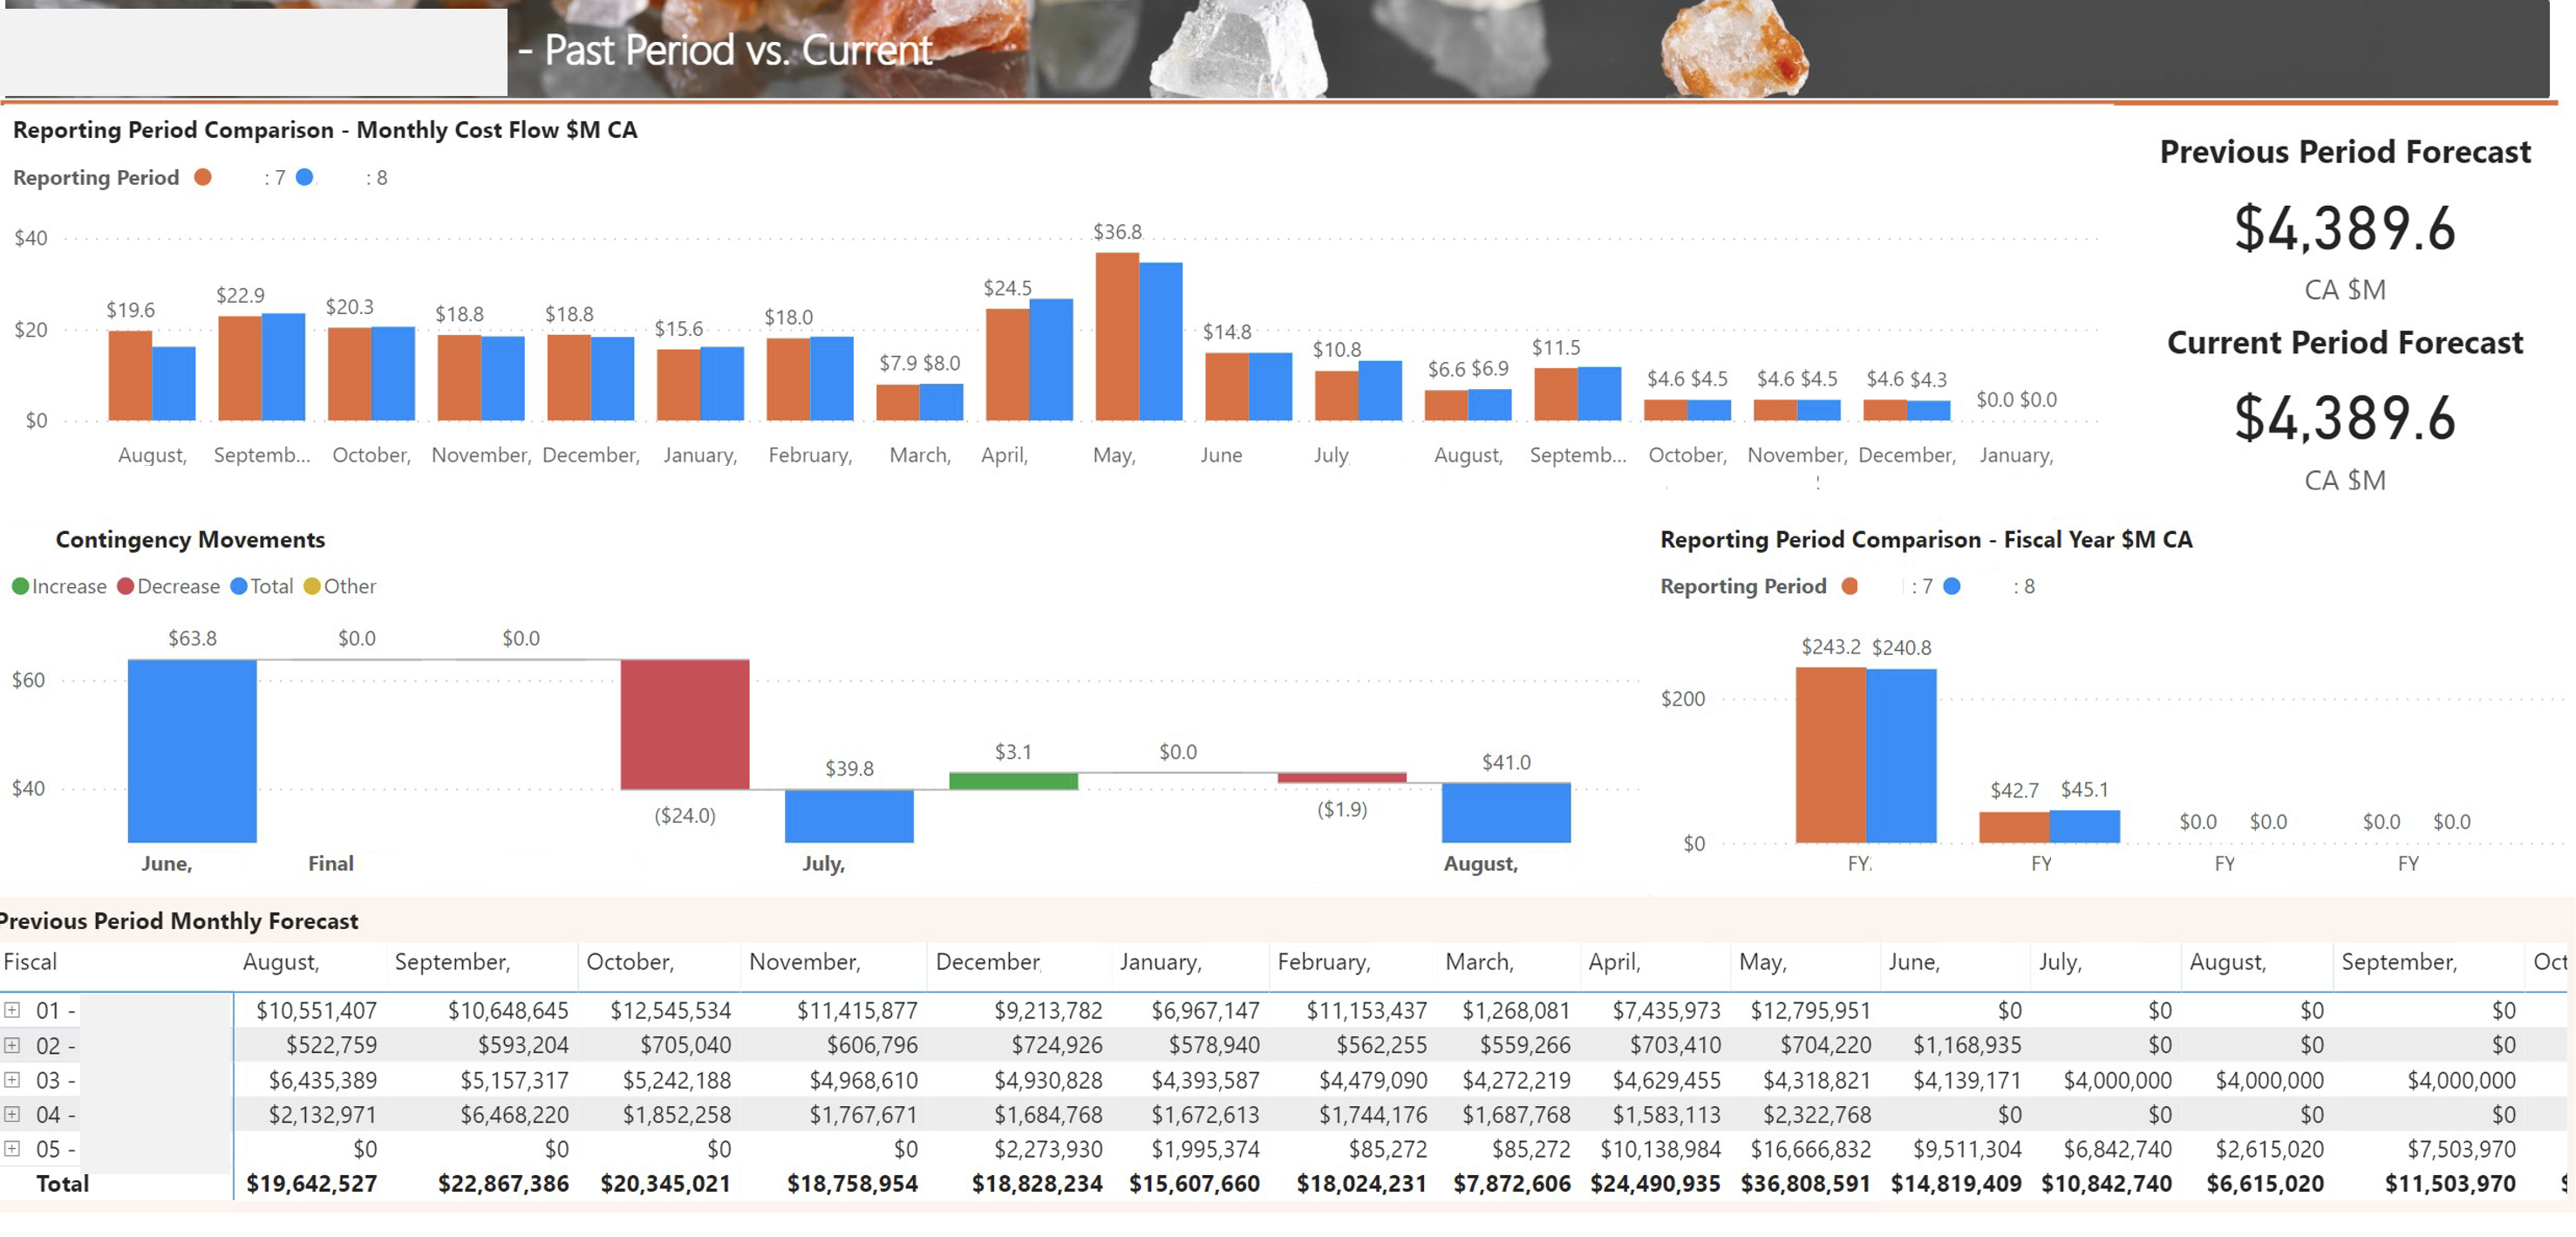 - Past Period vs. Current
Reporting Period Comparison - Monthly Cost Flow $M CA
Reporting Period : 7 : 8
$40
$20
$0
$19.6 $22.9 $20.3 $18.8 $18.8 $15.6 $18.0 $7.9 $8.0 $24.5 $36.8 $14.8 $10.8 $6.6 $6.9 $11.5 $4.6 $4.5 $4.6 $4.5 $4.6 $4.3 $0.0 $0.0
August, Septemb... October, November, December, January, February, March, April, May, June July August, Septemb... October, November, December, January,
Previous Period Forecast
$4,389.6
CA $M
Current Period Forecast
$4,389.6
CA $M
Contingency Movements
Increase Decrease Total Other
$60
$40
$63.8 $0.0 $0.0 ($24.0) $39.8 $3.1 $0.0 ($1.9) $41.0
June, Final July, August,
Reporting Period Comparison - Fiscal Year $M CA
Reporting Period : 7 : 8
$200
$0
$243.2 $240.8 $42.7 $45.1 $0.0 $0.0 $0.0 $0.0
FY FY FY FY
Previous Period Monthly Forecast
Fiscal August, September, October, November, December, January, February, March, April, May, June, July, August, September, Oct
01 - $10,551,407 $10,648,645 $12,545,534 $11,415,877 $9,213,782 $6,967,147 $11,153,437 $1,268,081 $7,435,973 $12,795,951 $0 $0 $0 $0
02 - $522,759 $593,204 $705,040 $606,796 $724,926 $578,940 $562,255 $559,266 $703,410 $704,220 $1,168,935 $0 $0 $0
03 - $6,435,389 $5,157,317 $5,242,188 $4,968,610 $4,930,828 $4,393,587 $4,479,090 $4,272,219 $4,629,455 $4,318,821 $4,139,171 $4,000,000 $4,000,000 $4,000,000
04 - $2,132,971 $6,468,220 $1,852,258 $1,767,671 $1,684,768 $1,672,613 $1,744,176 $1,687,768 $1,583,113 $2,322,768 $0 $0 $0 $0
05 - $0 $0 $0 $0 $2,273,930 $1,995,374 $85,272 $85,272 $10,138,984 $16,666,832 $9,511,304 $6,842,740 $2,615,020 $7,503,970
Total $19,642,527 $22,867,386 $20,345,021 $18,758,954 $18,828,234 $15,607,660 $18,024,231 $7,872,606 $24,490,935 $36,808,591 $14,819,409 $10,842,740 $6,615,020 $11,503,970